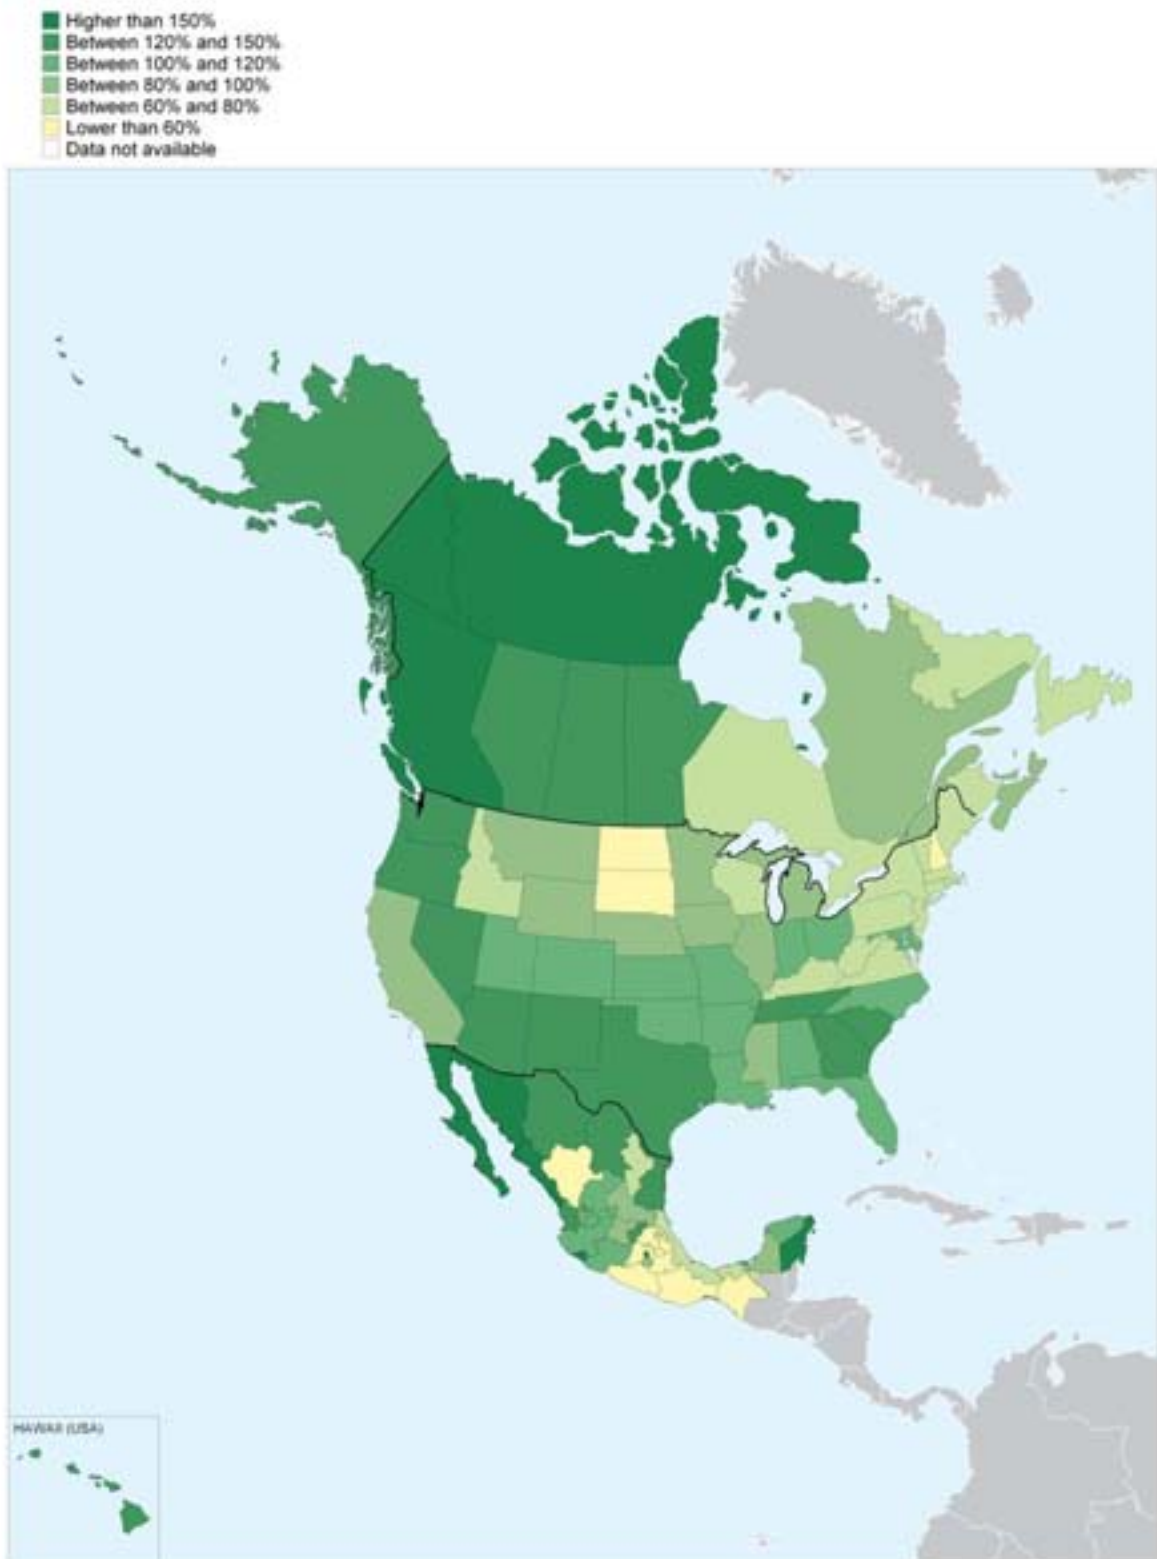 Higher than 150%
Between 120% and 150%
Between 100% and 120%
Between 80% and 100%
Between 60% and 80%
Lower than 60%
Data not available
HAWAII (USA)